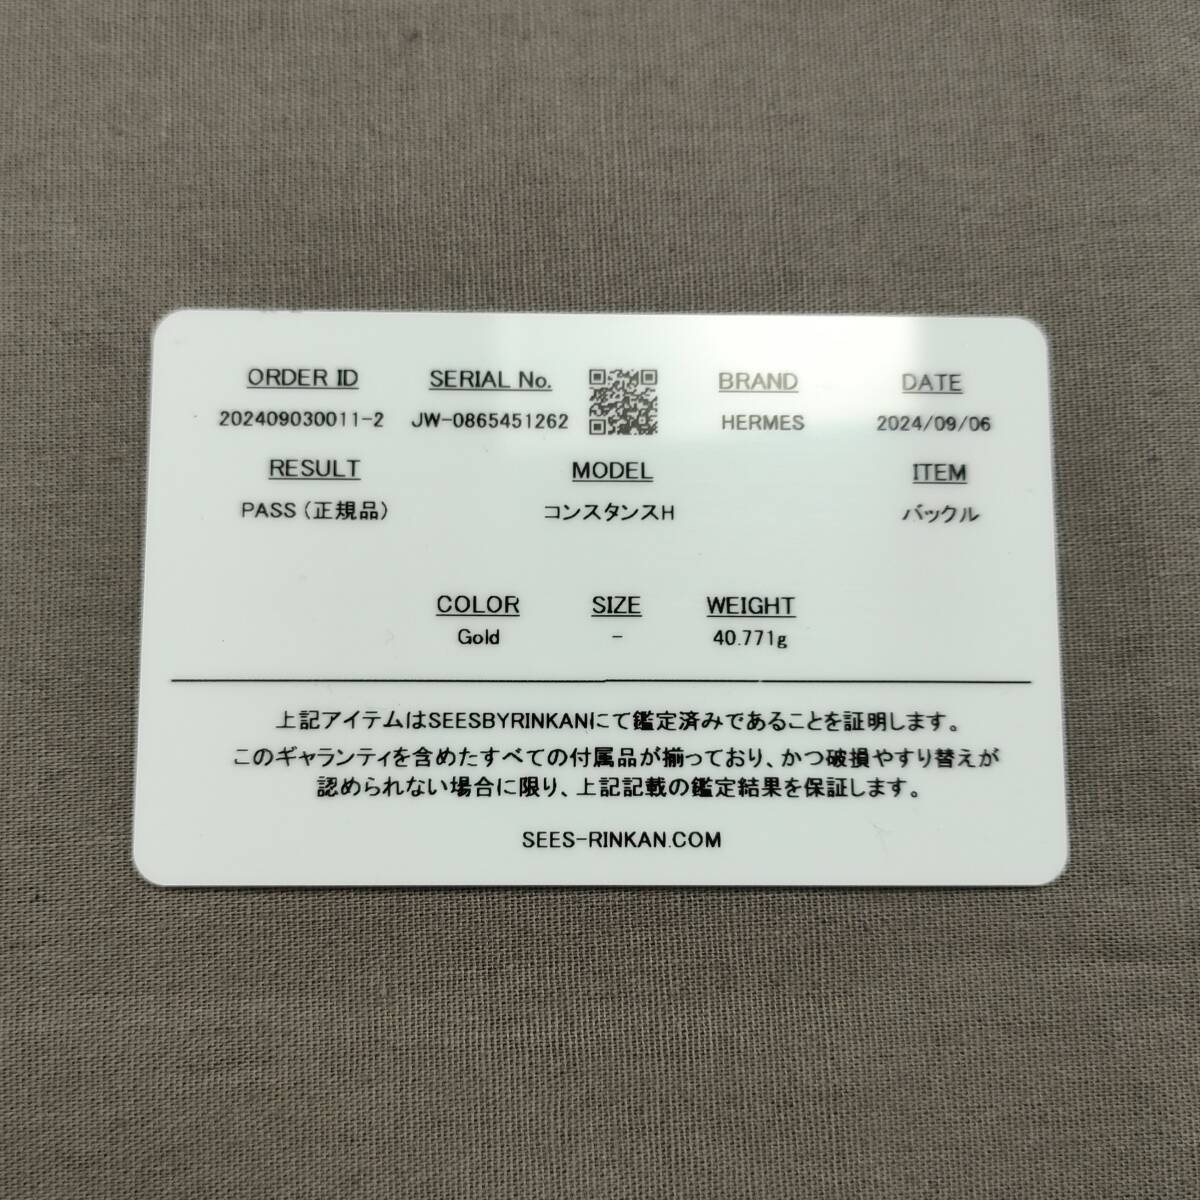 ORDER ID SERIAL No. BRAND DATE
202409030011-2 JW-0865451262 HERMES 2024/09/06
RESULT MODEL ITEM
PASS（正規品） コンスタンスH バックル
COLOR SIZE WEIGHT
Gold - 40.771g
上記アイテムはSEESBYRINKANにて鑑定済みであることを証明します。
このギャランティを含めたすべての付属品が揃っており、かつ破損やすり替えが
認められない場合に限り、上記記載の鑑定結果を保証します。
SEES-RINKAN.COM